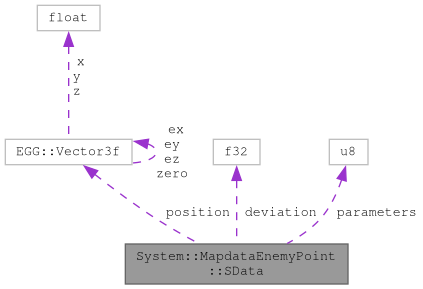 float
x
y
z
ex
ey
ez
zero
EGG::Vector3f
f32
u8
position
deviation
parameters
System::MapdataEnemyPoint
::SData